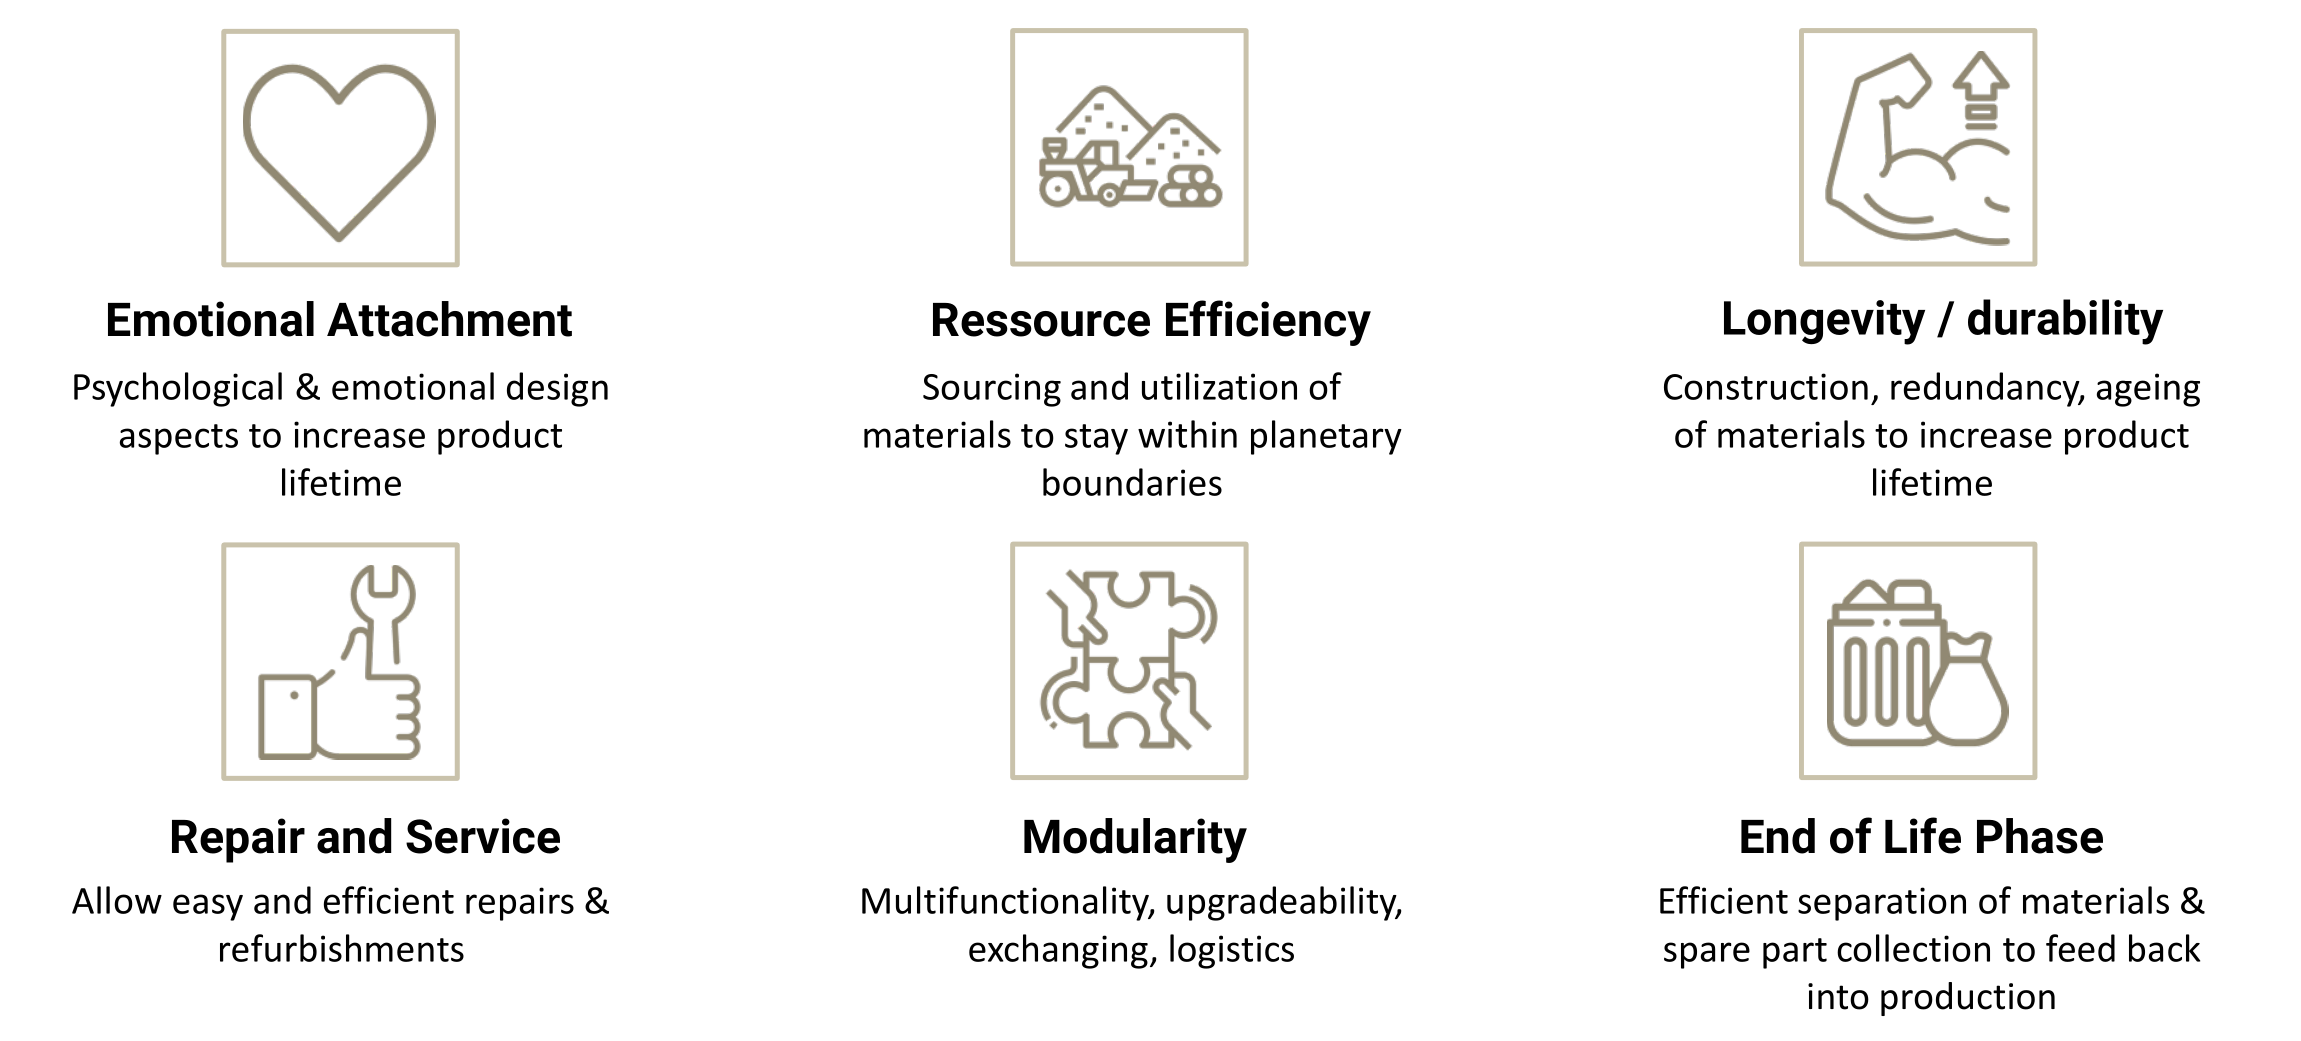 Emotional Attachment
Psychological & emotional design
aspects to increase product
lifetime
Ressource Efficiency
Sourcing and utilization of
materials to stay within planetary
boundaries
Longevity / durability
Construction, redundancy, ageing
of materials to increase product
lifetime
Repair and Service
Allow easy and efficient repairs &
refurbishments
Modularity
Multifunctionality, upgradeability,
exchanging, logistics
End of Life Phase
Efficient separation of materials &
spare part collection to feed back
into production